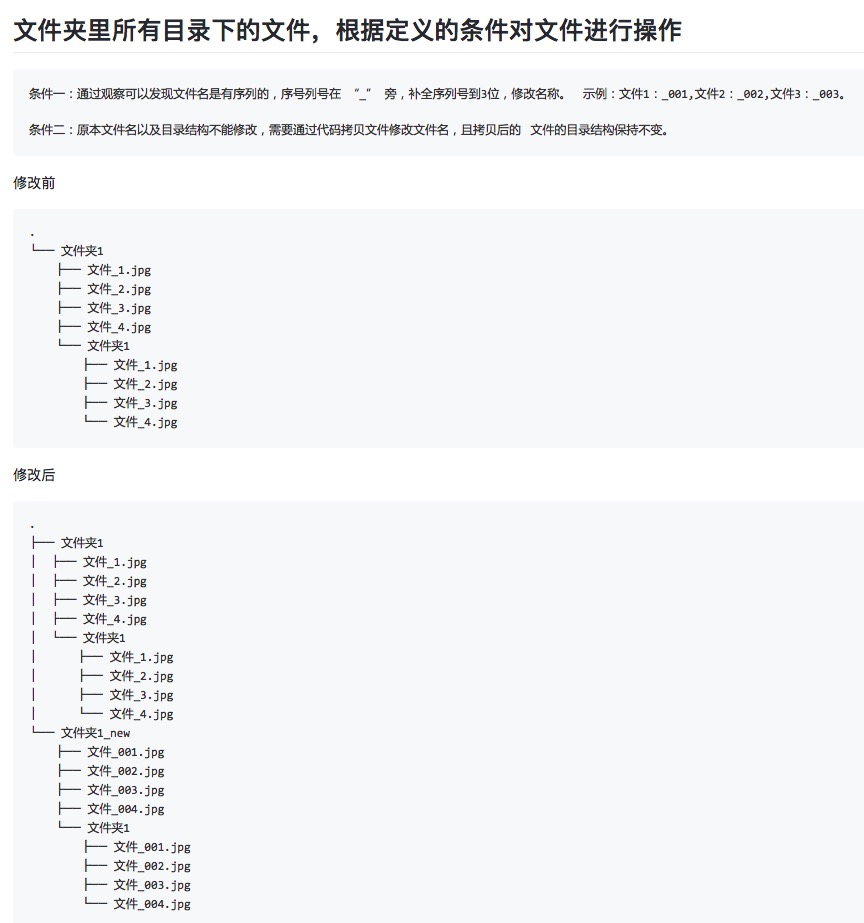 文件夹里所有目录下的文件，根据定义的条件对文件进行操作
条件一：通过观察可以发现文件名是有序列的，序号列号在 “_” 旁，补全序列号到3位，修改名称。 示例：文件1：_001,文件2：_002,文件3：_003。
条件二：原本文件名以及目录结构不能修改，需要通过代码拷贝文件修改文件名，且拷贝后的 文件的目录结构保持不变。
修改前
.
└── 文件夹1
    ├── 文件_1.jpg
    ├── 文件_2.jpg
    ├── 文件_3.jpg
    ├── 文件_4.jpg
    └── 文件夹1
        ├── 文件_1.jpg
        ├── 文件_2.jpg
        ├── 文件_3.jpg
        └── 文件_4.jpg
修改后
.
├── 文件夹1
│   ├── 文件_1.jpg
│   ├── 文件_2.jpg
│   ├── 文件_3.jpg
│   ├── 文件_4.jpg
│   └── 文件夹1
│       ├── 文件_1.jpg
│       ├── 文件_2.jpg
│       ├── 文件_3.jpg
│       └── 文件_4.jpg
└── 文件夹1_new
    ├── 文件_001.jpg
    ├── 文件_002.jpg
    ├── 文件_003.jpg
    ├── 文件_004.jpg
    └── 文件夹1
        ├── 文件_001.jpg
        ├── 文件_002.jpg
        ├── 文件_003.jpg
        └── 文件_004.jpg